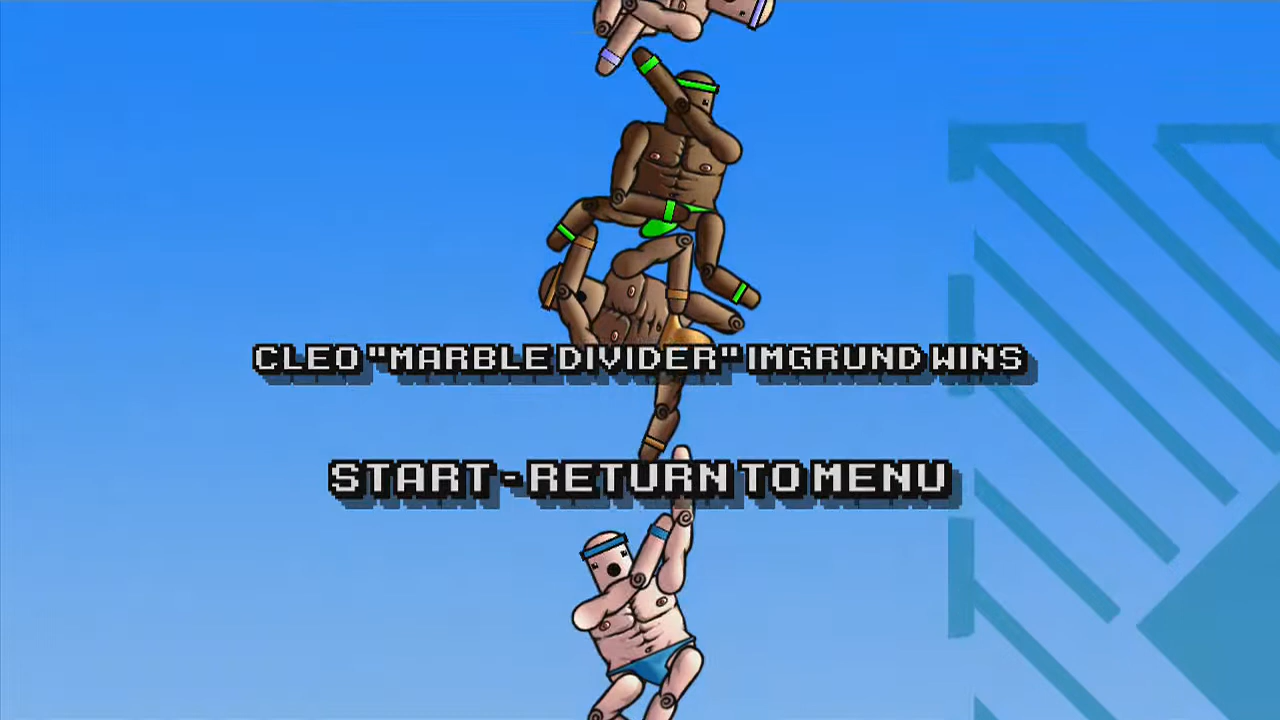 CLEO "MARBLE DIVIDER" IMGRUND WINS
START - RETURN TO MENU